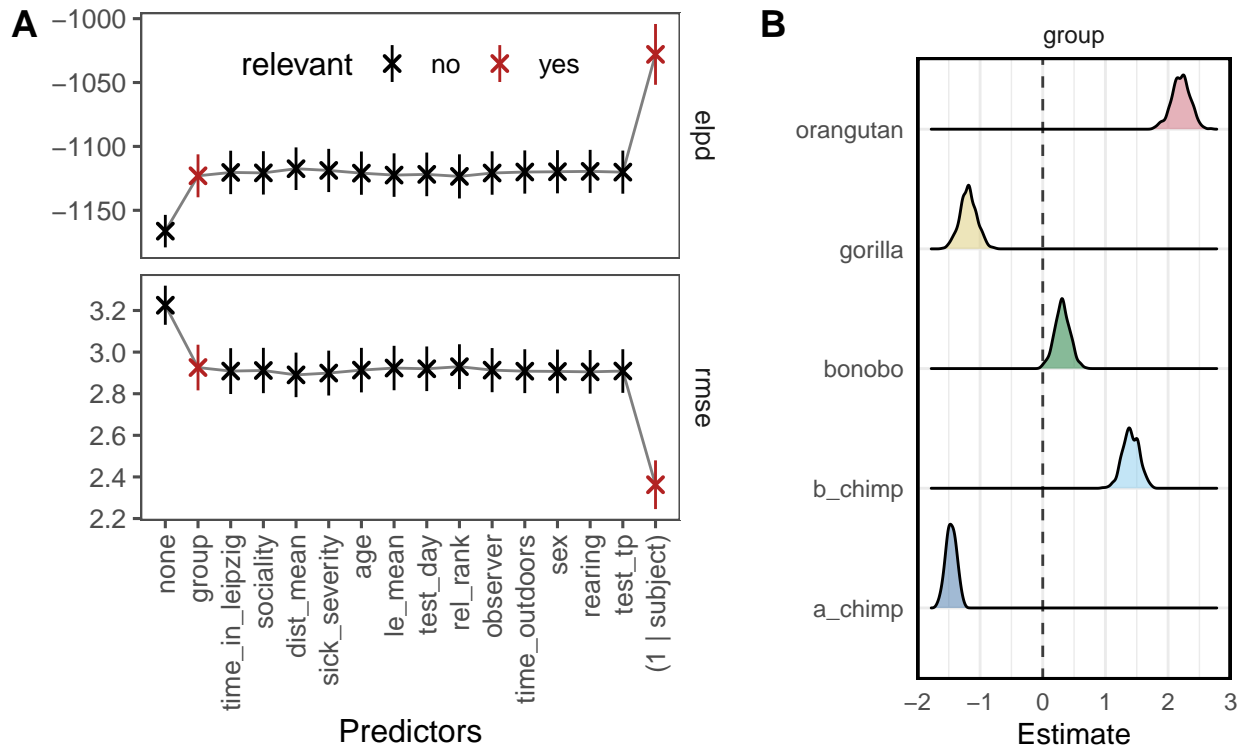 A
−1000
−1050
−1100
−1150
relevant no yes
elpd
3.2
3.0
2.8
2.6
2.4
2.2
rmse
none
group
time_in_leipzig
sociality
dist_mean
sick_severity
age
le_mean
test_day
rel_rank
observer
time_outdoors
sex
rearing
test_tp
(1 | subject)
Predictors
B
group
orangutan
gorilla
bonobo
b_chimp
a_chimp
−2 −1 0 1 2 3
Estimate